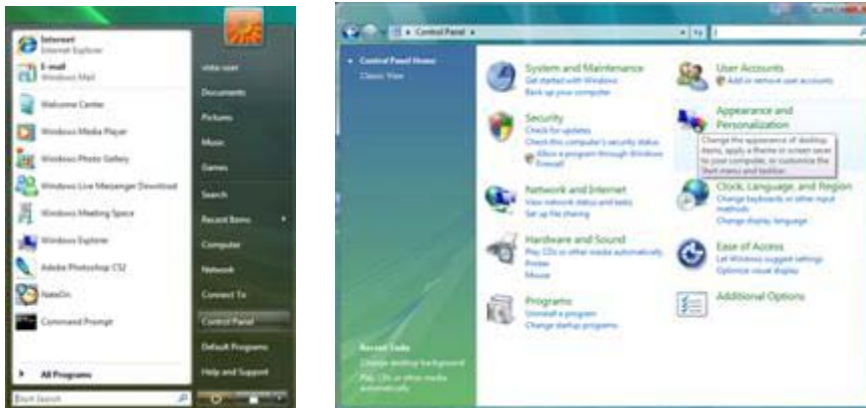 Internet
Internet Explorer
E-mail
Windows Mail
Welcome Center
Windows Media Player
Windows Photo Gallery
Windows Live Messenger Download
Windows Meeting Space
Windows Explorer
Adobe Photoshop CS2
NateOn
Command Prompt
All Programs
Start Search
vista user
Documents
Pictures
Music
Games
Search
Recent Items
Computer
Network
Connect To
Control Panel
Default Programs
Help and Support
Control Panel
Control Panel Home
Classic View
System and Maintenance
Get started with Windows
Back up your computer
Security
Check for updates
Check this computer's security status
Allow a program through Windows
Firewall
Network and Internet
View network status and tasks
Set up file sharing
Hardware and Sound
Play CDs or other media automatically
Printer
Mouse
Programs
Uninstall a program
Change startup programs
User Accounts
Add or remove user accounts
Appearance and
Personalization
Change the appearance of desktop
items, apply a theme or screen saver
to your computer, or customize the
Start menu and taskbar.
Clock, Language, and Region
Change keyboards or other input
methods
Change display language
Ease of Access
Let Windows suggest settings
Optimize visual display
Additional Options
Recent Tasks
Change desktop background
Play CDs or other media
automatically